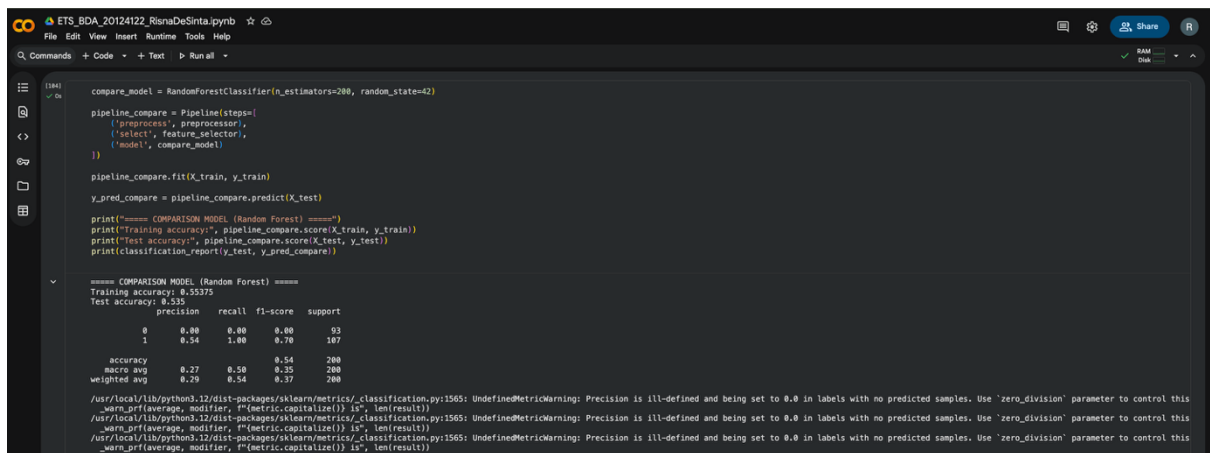 CO ETS_BDA_20124122_RisnaDeSinta.ipynb
File Edit View Insert Runtime Tools Help
Share R
Commands + Code + Text Run all RAM
Disk
[104] compare_model = RandomForestClassifier(n_estimators=200, random_state=42)
0s
pipeline_compare = Pipeline(steps=[
('preprocess', preprocessor),
('select', feature_selector),
('model', compare_model)
])
pipeline_compare.fit(X_train, y_train)
y_pred_compare = pipeline_compare.predict(X_test)
print("===== COMPARISON MODEL (Random Forest) =====")
print("Training accuracy:", pipeline_compare.score(X_train, y_train))
print("Test accuracy:", pipeline_compare.score(X_test, y_test))
print(classification_report(y_test, y_pred_compare))
===== COMPARISON MODEL (Random Forest) =====
Training accuracy: 0.55375
Test accuracy: 0.535
precision recall f1-score support
0 0.00 0.00 0.00 93
1 0.54 1.00 0.70 107
accuracy 0.54 200
macro avg 0.27 0.50 0.35 200
weighted avg 0.29 0.54 0.37 200
/usr/local/lib/python3.12/dist-packages/sklearn/metrics/_classification.py:1565: UndefinedMetricWarning: Precision is ill-defined and being set to 0.0 in labels with no predicted samples. Use `zero_division` parameter to control this
_warn_prf(average, modifier, f"{metric.capitalize()} is", len(result))
/usr/local/lib/python3.12/dist-packages/sklearn/metrics/_classification.py:1565: UndefinedMetricWarning: Precision is ill-defined and being set to 0.0 in labels with no predicted samples. Use `zero_division` parameter to control this
_warn_prf(average, modifier, f"{metric.capitalize()} is", len(result))
/usr/local/lib/python3.12/dist-packages/sklearn/metrics/_classification.py:1565: UndefinedMetricWarning: Precision is ill-defined and being set to 0.0 in labels with no predicted samples. Use `zero_division` parameter to control this
_warn_prf(average, modifier, f"{metric.capitalize()} is", len(result))